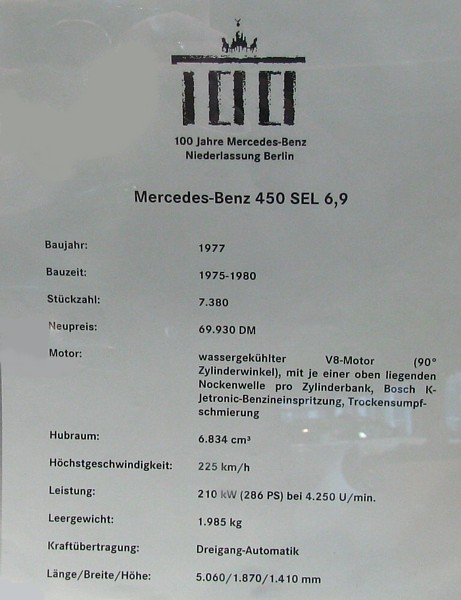 100
100 Jahre Mercedes-Benz
Niederlassung Berlin
Mercedes-Benz 450 SEL 6,9
Baujahr: 1977
Bauzeit: 1975-1980
Stückzahl: 7.380
Neupreis: 69.930 DM
Motor: wassergekühlter V8-Motor (90°
Zylinderwinkel), mit je einer oben liegenden
Nockenwelle pro Zylinderbank, Bosch K-
Jetronic-Benzineinspritzung, Trockensumpf-
schmierung
Hubraum: 6.834 cm³
Höchstgeschwindigkeit: 225 km/h
Leistung: 210 kW (286 PS) bei 4.250 U/min.
Leergewicht: 1.985 kg
Kraftübertragung: Dreigang-Automatik
Länge/Breite/Höhe: 5.060/1.870/1.410 mm